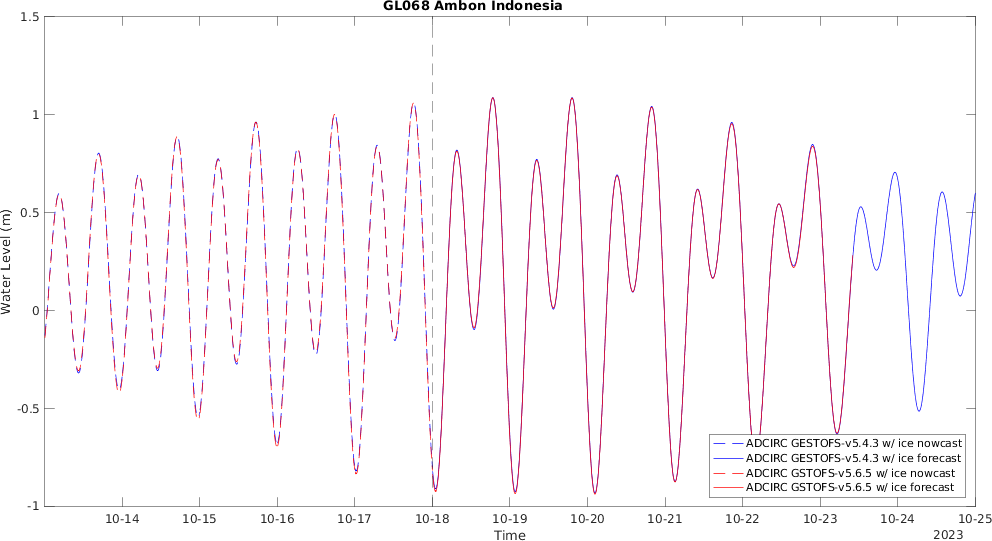 GL068 Ambon Indonesia
1.5
1
0.5
0
-0.5
-1
Water Level (m)
10-14 10-15 10-16 10-17 10-18 10-19 10-20 10-21 10-22 10-23 10-24 10-25
Time
2023
ADCIRC GESTOFS-v5.4.3 w/ ice nowcast
ADCIRC GESTOFS-v5.4.3 w/ ice forecast
ADCIRC GSTOFS-v5.6.5 w/ ice nowcast
ADCIRC GSTOFS-v5.6.5 w/ ice forecast